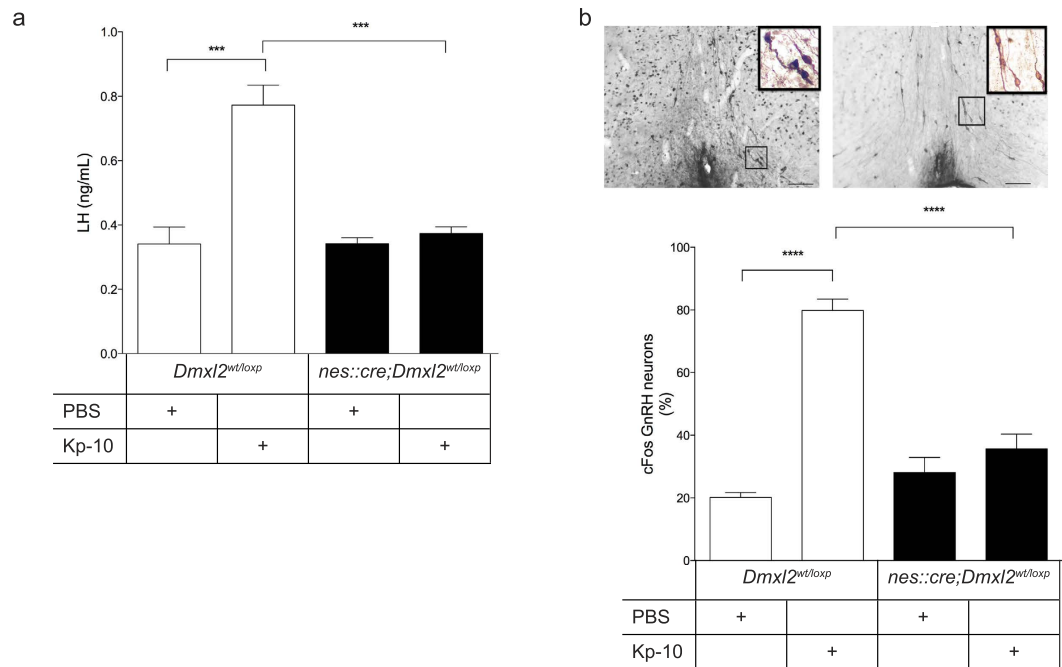 a
1.0
0.8
0.6
0.4
0.2
0.0
LH (ng/mL)
***
***
Dmxl2wt/loxp
nes::cre;Dmxl2wt/loxp
PBS + +
Kp-10 + +
b
****
****
100
80
60
40
20
0
cFos GnRH neurons
(%)
Dmxl2wt/loxp
nes::cre;Dmxl2wt/loxp
PBS + +
Kp-10 + +